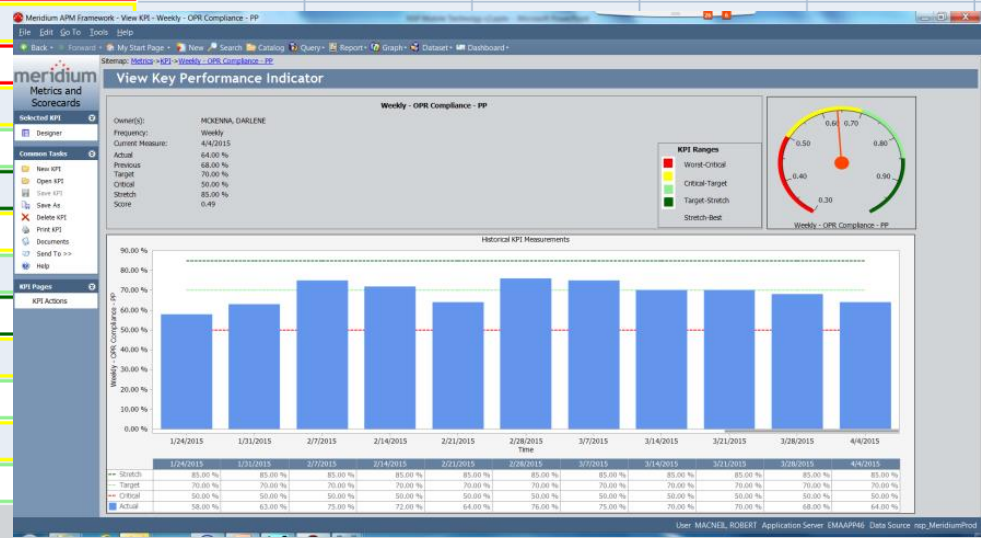 Meridium APM Framework - View KPI - Weekly - OPR Compliance - PP
File Edit Go To Tools Help
Back Forward My Start Page New Search Catalog Query Report Graph Dataset Dashboard
Sitemap: Metrics->KPI->Weekly - OPR Compliance - PP
meridium
Metrics and
Scorecards
View Key Performance Indicator
Selected KPI
Designer
Common Tasks
New KPI
Open KPI
Save KPI
Save As
Delete KPI
Print KPI
Documents
Send To >>
Help
KPI Pages
KPI Actions
Weekly - OPR Compliance - PP
Owner(s): MCKENNA, DARLENE
Frequency: Weekly
Current Measure: 4/4/2015
Actual 64.00 %
Previous 68.00 %
Target 70.00 %
Critical 50.00 %
Stretch 85.00 %
Score 0.49
KPI Ranges
Worst-Critical
Critical-Target
Target-Stretch
Stretch-Best
0.30 0.40 0.50 0.60 0.70 0.80 0.90
Weekly - OPR Compliance - PP
Historical KPI Measurements
Weekly - OPR Compliance - PP
90.00 %
80.00 %
70.00 %
60.00 %
50.00 %
40.00 %
30.00 %
20.00 %
10.00 %
0.00 %
1/24/2015 1/31/2015 2/7/2015 2/14/2015 2/21/2015 2/28/2015 3/7/2015 3/14/2015 3/21/2015 3/28/2015 4/4/2015
Time
1/24/2015 1/31/2015 2/7/2015 2/14/2015 2/21/2015 2/28/2015 3/7/2015 3/14/2015 3/21/2015 3/28/2015 4/4/2015
Stretch 85.00 % 85.00 % 85.00 % 85.00 % 85.00 % 85.00 % 85.00 % 85.00 % 85.00 % 85.00 % 85.00 %
Target 70.00 % 70.00 % 70.00 % 70.00 % 70.00 % 70.00 % 70.00 % 70.00 % 70.00 % 70.00 % 70.00 %
Critical 50.00 % 50.00 % 50.00 % 50.00 % 50.00 % 50.00 % 50.00 % 50.00 % 50.00 % 50.00 % 50.00 %
Actual 58.00 % 63.00 % 75.00 % 72.00 % 64.00 % 76.00 % 75.00 % 70.00 % 70.00 % 68.00 % 64.00 %
User MACNEIL, ROBERT Application Server EMAAPP46 Data Source nsp_MeridiumProd